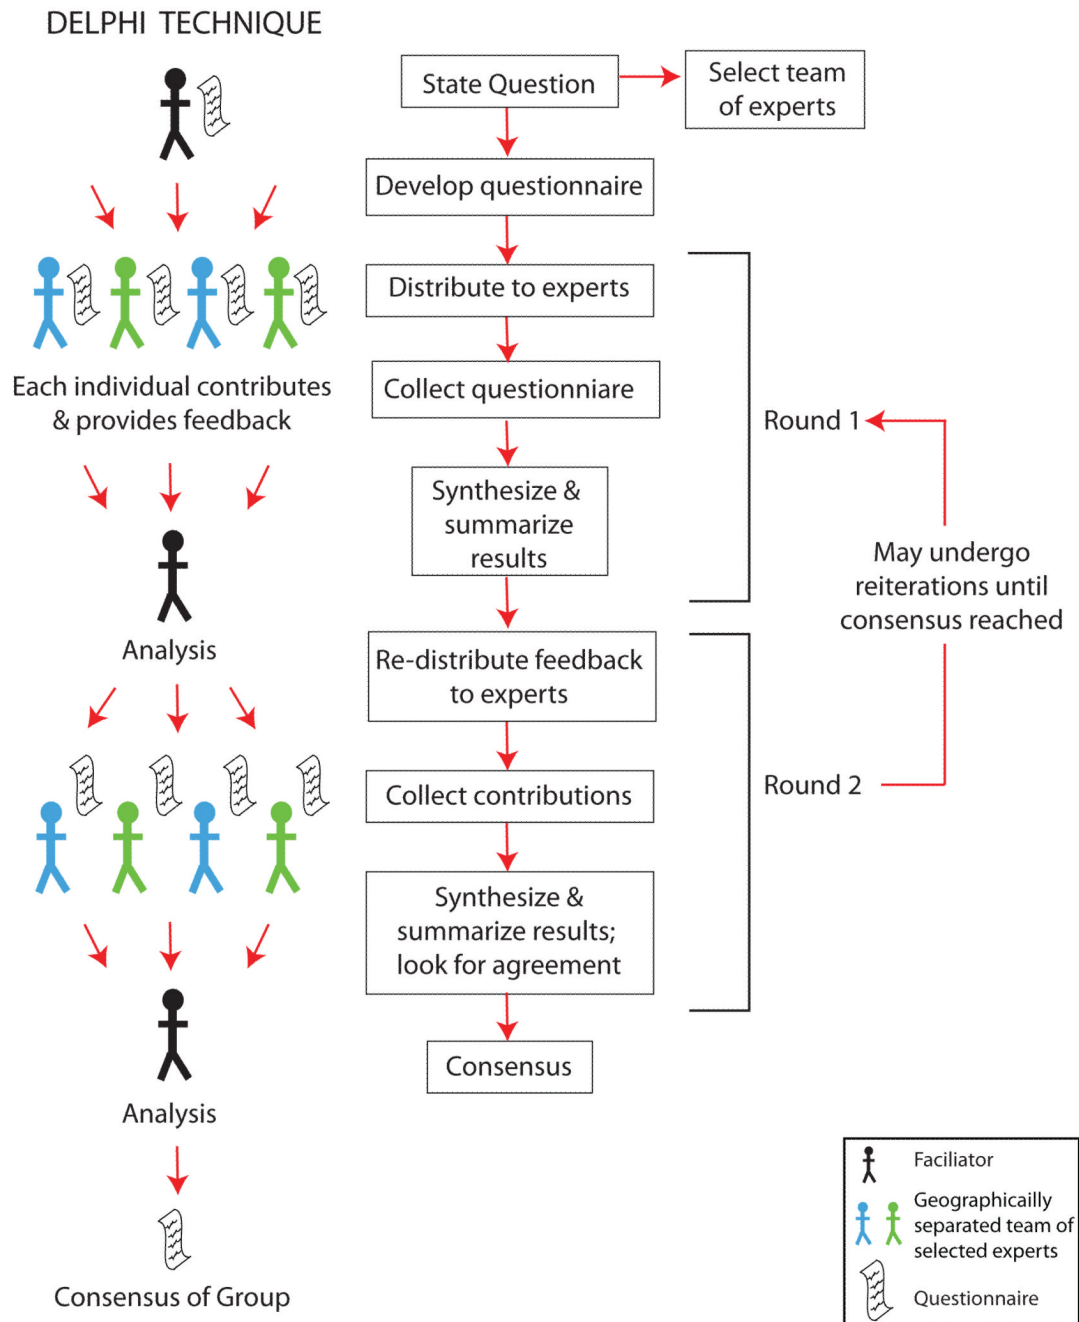 DELPHI TECHNIQUE
Each individual contributes
& provides feedback
Analysis
Analysis
Consensus of Group
State Question
Select team
of experts
Develop questionnaire
Distribute to experts
Collect questionniare
Synthesize &
summarize
results
Round 1
May undergo
reiterations until
consensus reached
Re-distribute feedback
to experts
Collect contributions
Round 2
Synthesize &
summarize results;
look for agreement
Consensus
Faciliator
Geographicailly
separated team of
selected experts
Questionnaire